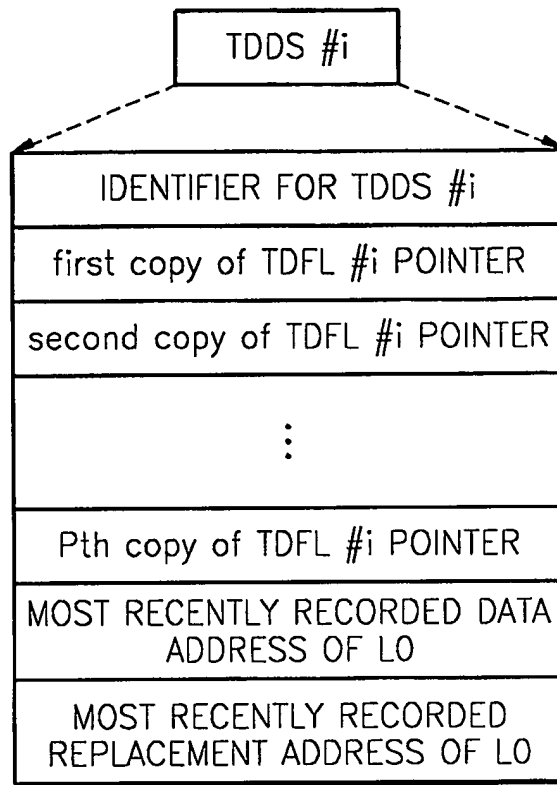 TDDS #i
IDENTIFIER FOR TDDS #i
first copy of TDFL #i POINTER
second copy of TDFL #i POINTER
⋮
Pth copy of TDFL #i POINTER
MOST RECENTLY RECORDED DATA
ADDRESS OF L0
MOST RECENTLY RECORDED
REPLACEMENT ADDRESS OF L0